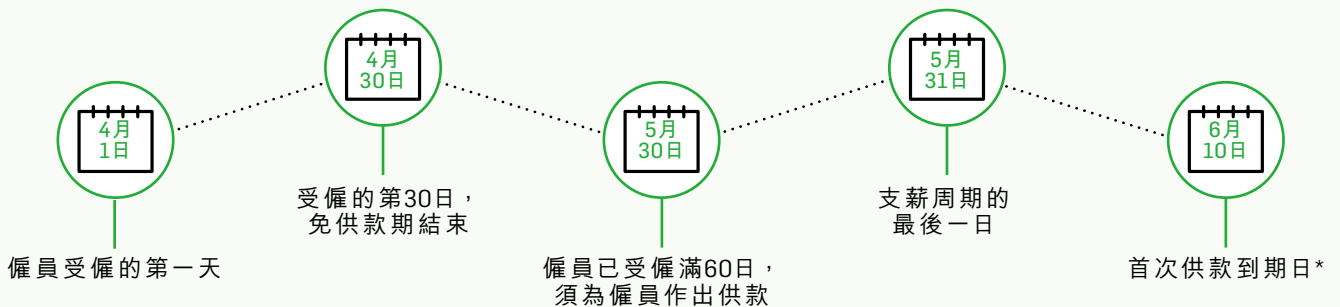 4月
1日
僱員受僱的第一天
4月
30日
受僱的第30日，
免供款期結束
5月
30日
僱員已受僱滿60日，
須為僱員作出供款
5月
31日
支薪周期的
最後一日
6月
10日
首次供款到期日*